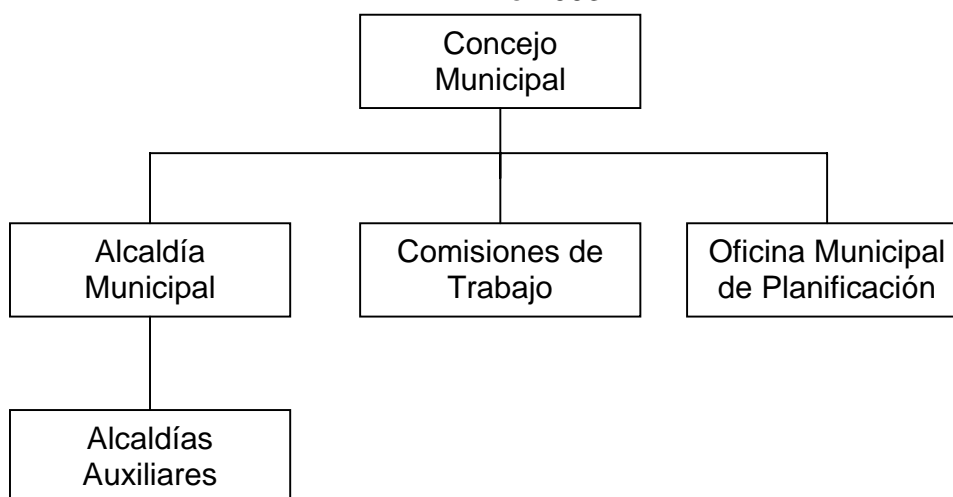 Concejo
Municipal
Alcaldía
Municipal
Comisiones de
Trabajo
Oficina Municipal
de Planificación
Alcaldías
Auxiliares